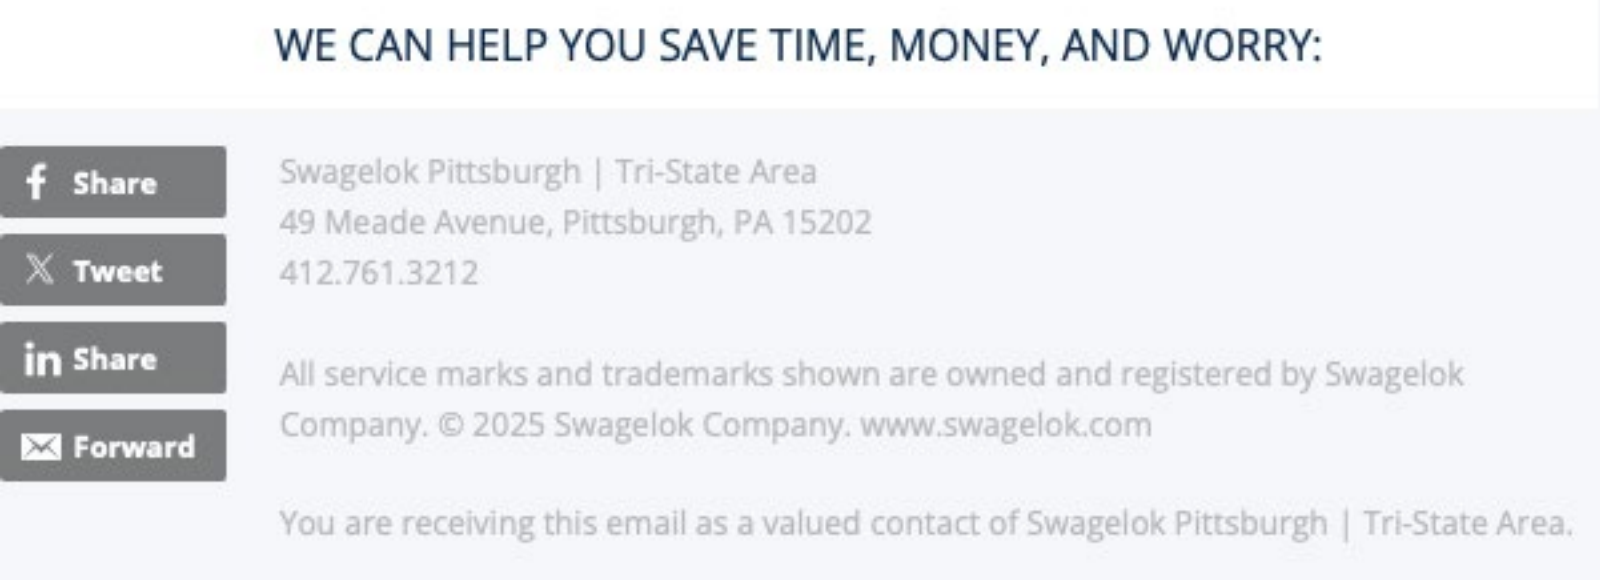 WE CAN HELP YOU SAVE TIME, MONEY, AND WORRY:
Share
Tweet
in Share
Forward
Swagelok Pittsburgh | Tri-State Area
49 Meade Avenue, Pittsburgh, PA 15202
412.761.3212
All service marks and trademarks shown are owned and registered by Swagelok
Company. © 2025 Swagelok Company. www.swagelok.com
You are receiving this email as a valued contact of Swagelok Pittsburgh | Tri-State Area.